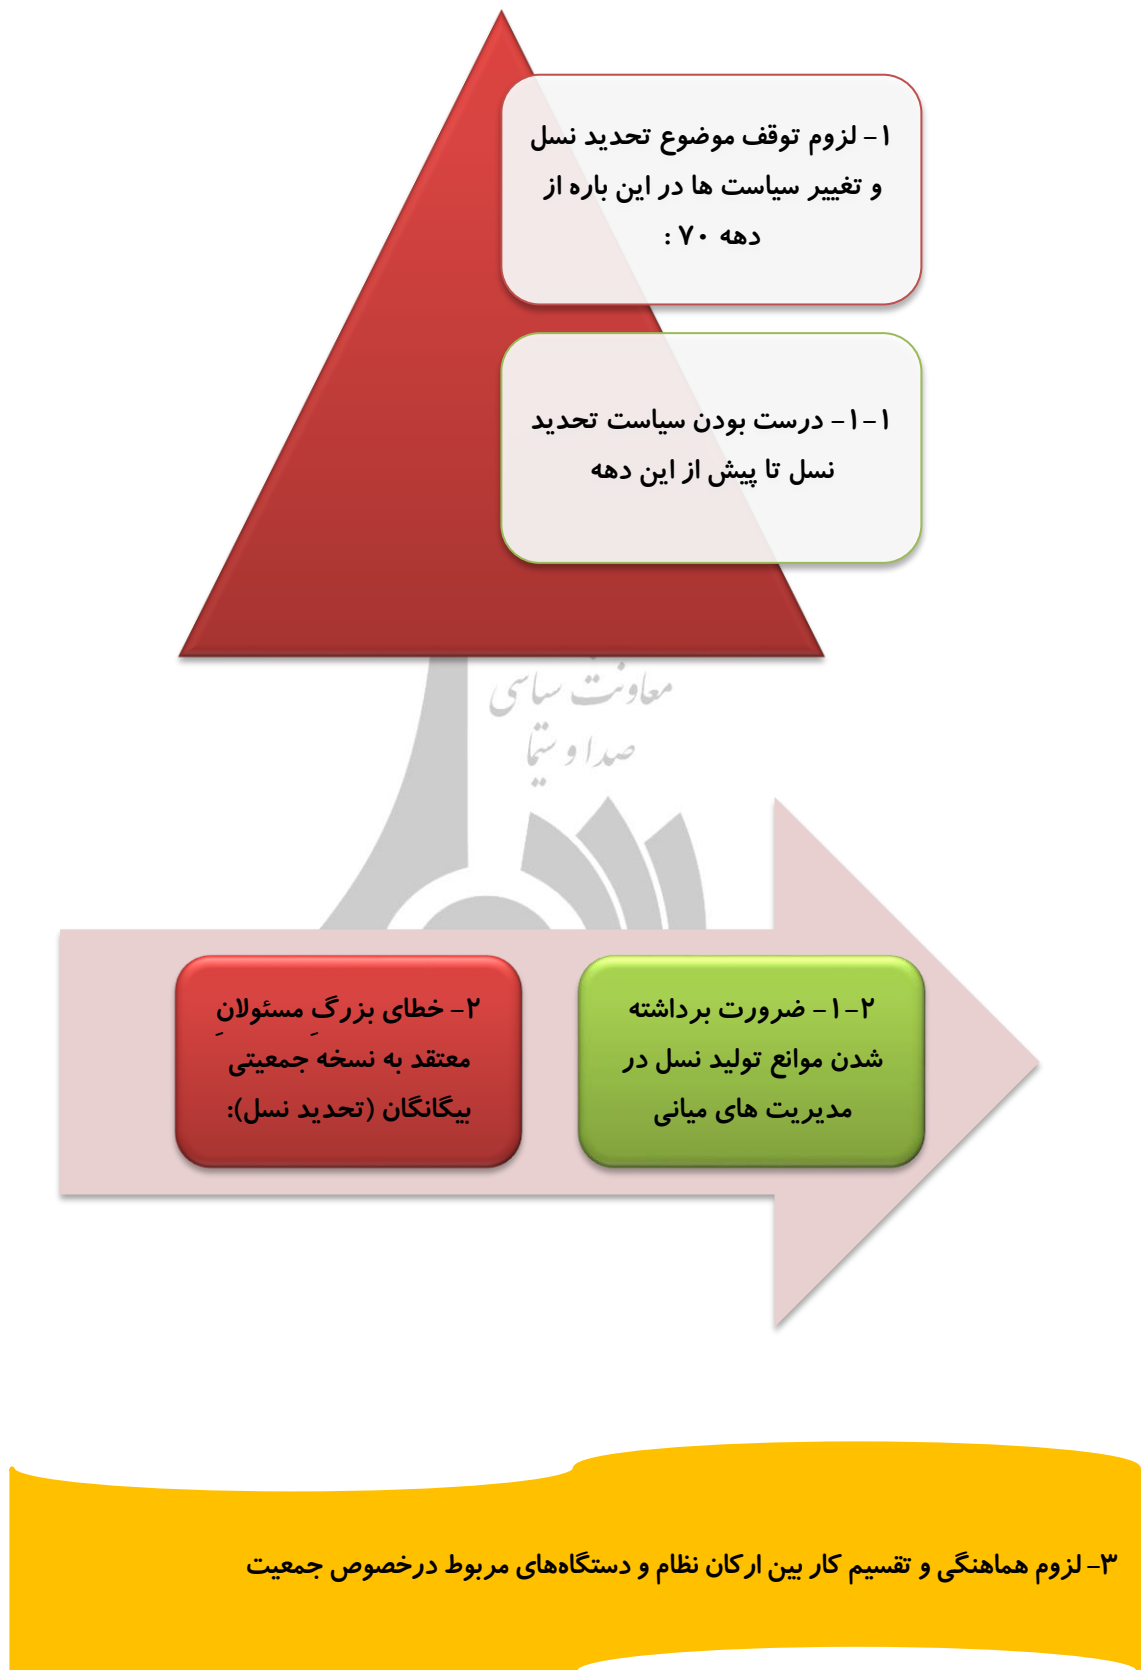 ۱- لزوم توقف موضوع تحدید نسل
و تغییر سیاست ها در این باره از
دهه ۷۰ :
۱-۱- درست بودن سیاست تحدید
نسل تا پیش از این دهه
معاونت سیاسی
صدا و سیما
۲- خطای بزرگ مسئولان
معتقد به نسخه جمعیتی
بیگانگان (تحدید نسل):
۲-۱- ضرورت برداشته
شدن موانع تولید نسل در
مدیریت های میانی
۳- لزوم هماهنگی و تقسیم کار بین ارکان نظام و دستگاه‌های مربوط درخصوص جمعیت